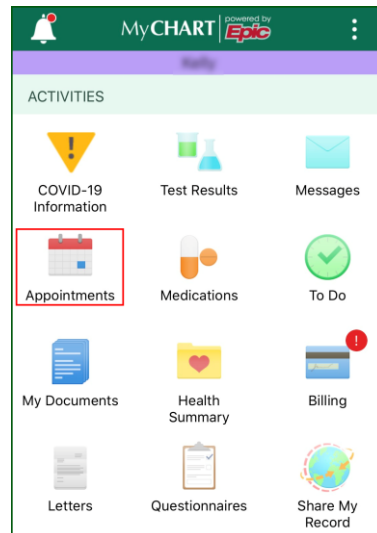 MyCHART powered by Epic
Kelly
ACTIVITIES
COVID-19 Information
Test Results
Messages
Appointments
Medications
To Do
My Documents
Health Summary
Billing
!
Letters
Questionnaires
Share My Record